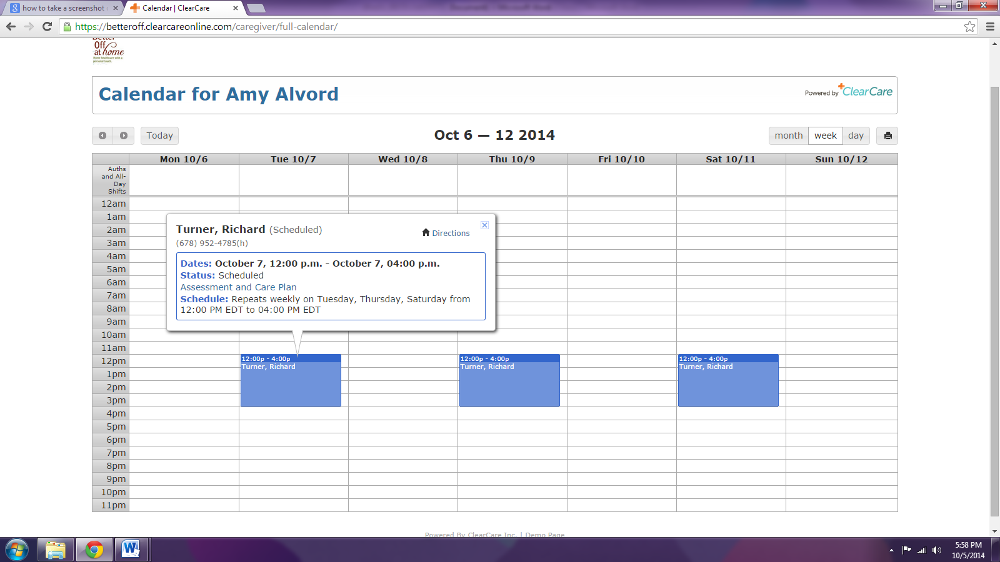 how to take a screenshot
Calendar | ClearCare
https://betteroff.clearcareonline.com/caregiver/full-calendar/
Better
Off
at home
Home healthcare with a
personal touch.
Calendar for Amy Alvord
Powered by ClearCare
Today
Oct 6 — 12 2014
month week day
Mon 10/6 Tue 10/7 Wed 10/8 Thu 10/9 Fri 10/10 Sat 10/11 Sun 10/12
Auths
and All-
Day
Shifts
12am
1am
2am
3am
4am
5am
6am
7am
8am
9am
10am
11am
12pm
1pm
2pm
3pm
4pm
5pm
6pm
7pm
8pm
9pm
10pm
11pm
Turner, Richard (Scheduled)
Directions
(678) 952-4785(h)
Dates: October 7, 12:00 p.m. - October 7, 04:00 p.m.
Status: Scheduled
Assessment and Care Plan
Schedule: Repeats weekly on Tuesday, Thursday, Saturday from
12:00 PM EDT to 04:00 PM EDT
12:00p - 4:00p
Turner, Richard
12:00p - 4:00p
Turner, Richard
12:00p - 4:00p
Turner, Richard
Powered By ClearCare Inc. | Demo Page
5:58 PM
10/5/2014